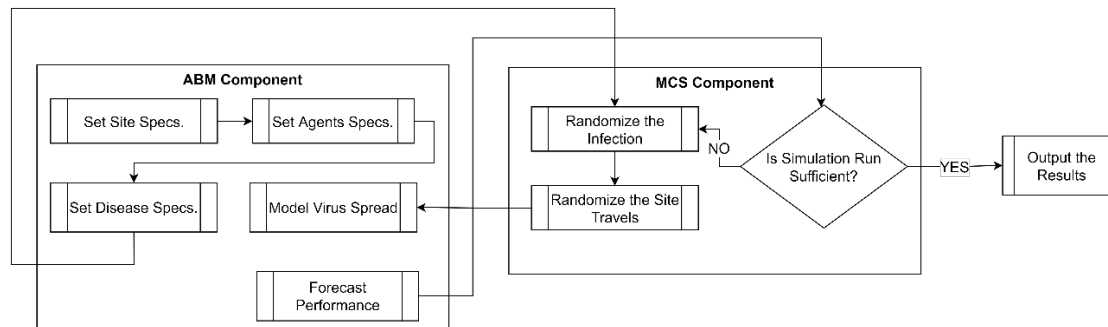 ABM Component
Set Site Specs.
Set Agents Specs.
Set Disease Specs.
Model Virus Spread
Forecast
Performance
MCS Component
Randomize the
Infection
Randomize the Site
Travels
NO
Is Simulation Run
Sufficient?
YES
Output the
Results